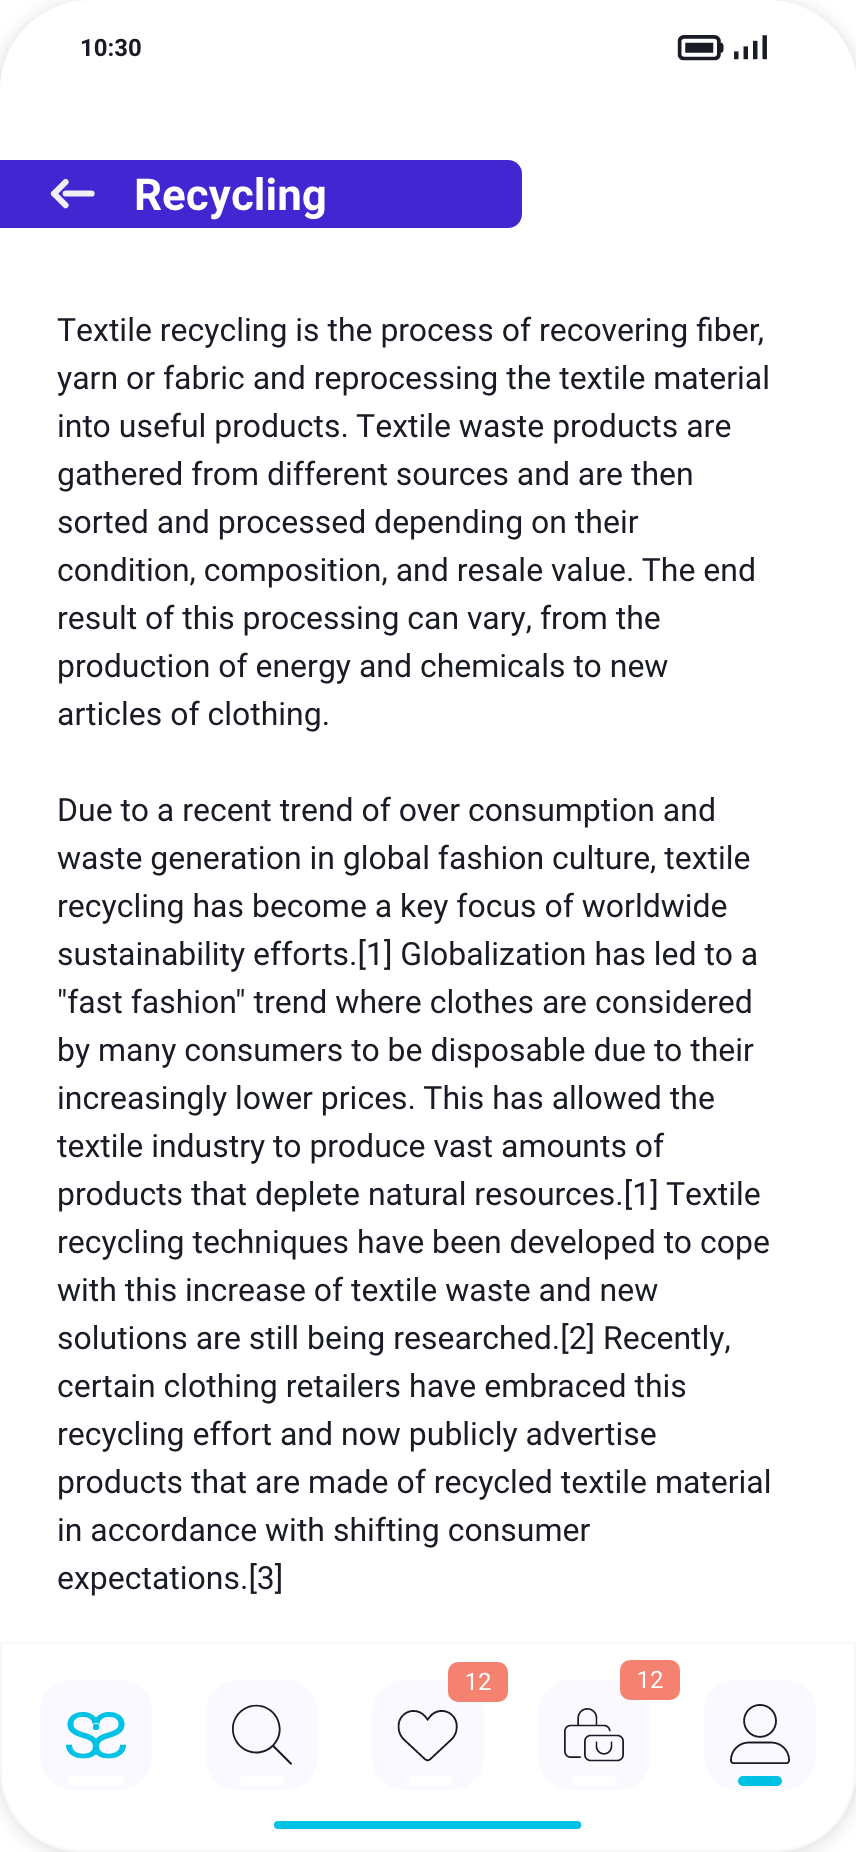 10:30
Recycling
Textile recycling is the process of recovering fiber,
yarn or fabric and reprocessing the textile material
into useful products. Textile waste products are
gathered from different sources and are then
sorted and processed depending on their
condition, composition, and resale value. The end
result of this processing can vary, from the
production of energy and chemicals to new
articles of clothing.
Due to a recent trend of over consumption and
waste generation in global fashion culture, textile
recycling has become a key focus of worldwide
sustainability efforts.[1] Globalization has led to a
"fast fashion" trend where clothes are considered
by many consumers to be disposable due to their
increasingly lower prices. This has allowed the
textile industry to produce vast amounts of
products that deplete natural resources.[1] Textile
recycling techniques have been developed to cope
with this increase of textile waste and new
solutions are still being researched.[2] Recently,
certain clothing retailers have embraced this
recycling effort and now publicly advertise
products that are made of recycled textile material
in accordance with shifting consumer
expectations.[3]
12
12